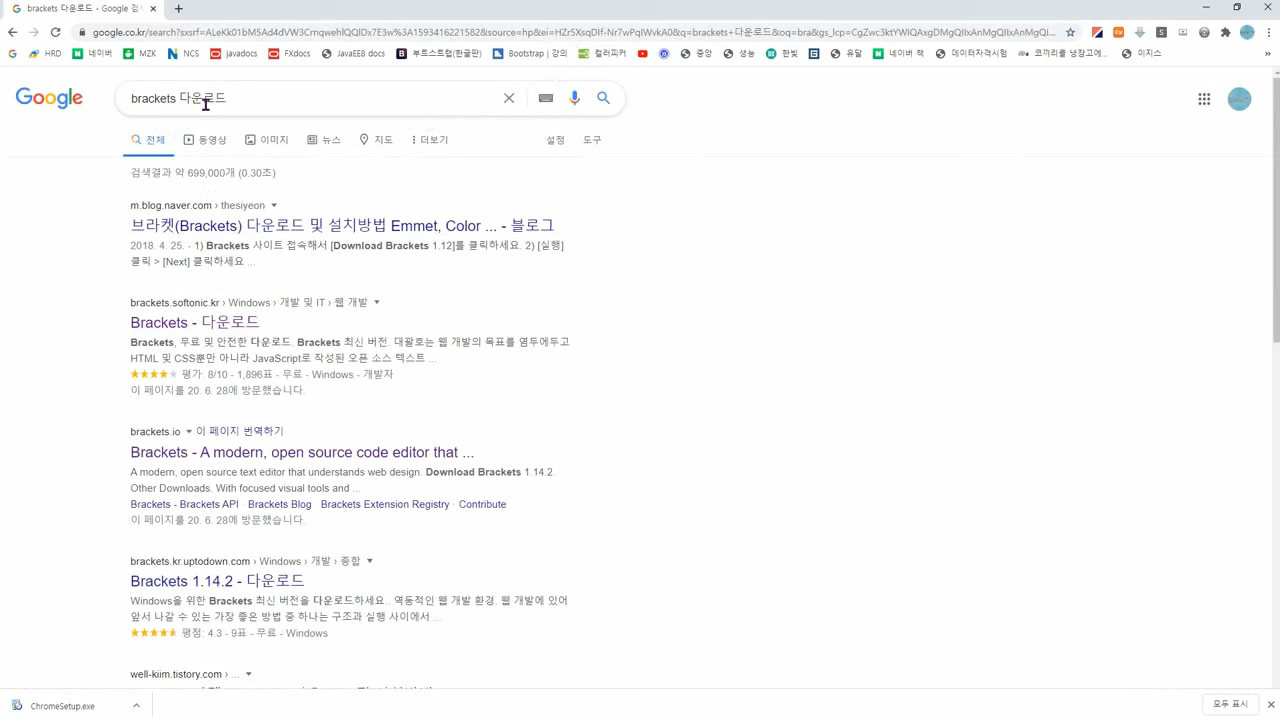 brackets 다운로드 - Google 검색
google.co.kr/search?sxsrf=ALeKk01bM5Ad4dVW3CrnqwehlQQIDx7E3w%3A1593416221582&source=hp&ei=HZr5XsqDIf-Nr7wPqIWvkA0&q=brackets+다운로드&oq=bra&gs_lcp=CgZwc3ktYWIQAxgDMgQIIxAnMgQIIxAnMgQI...
HRD 네이버 MZK NCS javadocs FXdocs JavaEE8 docs 부트스트랩(한글판) Bootstrap | 강의 컬러피커 중앙 생능 한빛 유달 네이버 책 데이터자격시험 코끼리를 냉장고에... 이지스 »
Google
brackets 다운로드
전체 동영상 이미지 뉴스 지도 더보기 설정 도구
검색결과 약 699,000개 (0.30초)
m.blog.naver.com › thesiyeon
브라켓(Brackets) 다운로드 및 설치방법 Emmet, Color ... - 블로그
2018. 4. 25. - 1) Brackets 사이트 접속해서 [Download Brackets 1.12]를 클릭하세요. 2) [실행]
클릭 > [Next] 클릭하세요 ...
brackets.softonic.kr › Windows › 개발 및 IT › 웹 개발
Brackets - 다운로드
Brackets, 무료 및 안전한 다운로드. Brackets 최신 버전. 대괄호는 웹 개발의 목표를 염두에두고
HTML 및 CSS뿐만 아니라 JavaScript로 작성된 오픈 소스 텍스트 ...
평가: 8/10 - 1,896표 - 무료 - Windows - 개발자
이 페이지를 20. 6. 28에 방문했습니다.
brackets.io 이 페이지 번역하기
Brackets - A modern, open source code editor that ...
A modern, open source text editor that understands web design. Download Brackets 1.14.2.
Other Downloads. With focused visual tools and ...
Brackets - Brackets API · Brackets Blog · Brackets Extension Registry · Contribute
이 페이지를 20. 6. 28에 방문했습니다.
brackets.kr.uptodown.com › Windows › 개발 › 종합
Brackets 1.14.2 - 다운로드
Windows을 위한 Brackets 최신 버전을 다운로드하세요.. 역동적인 웹 개발 환경. 웹 개발에 있어
앞서 나갈 수 있는 가장 좋은 방법 중 하나는 구조과 실행 사이에서 ...
평점: 4.3 - 9표 - 무료 - Windows
well-kiim.tistory.com › ...
ChromeSetup.exe
모두 표시